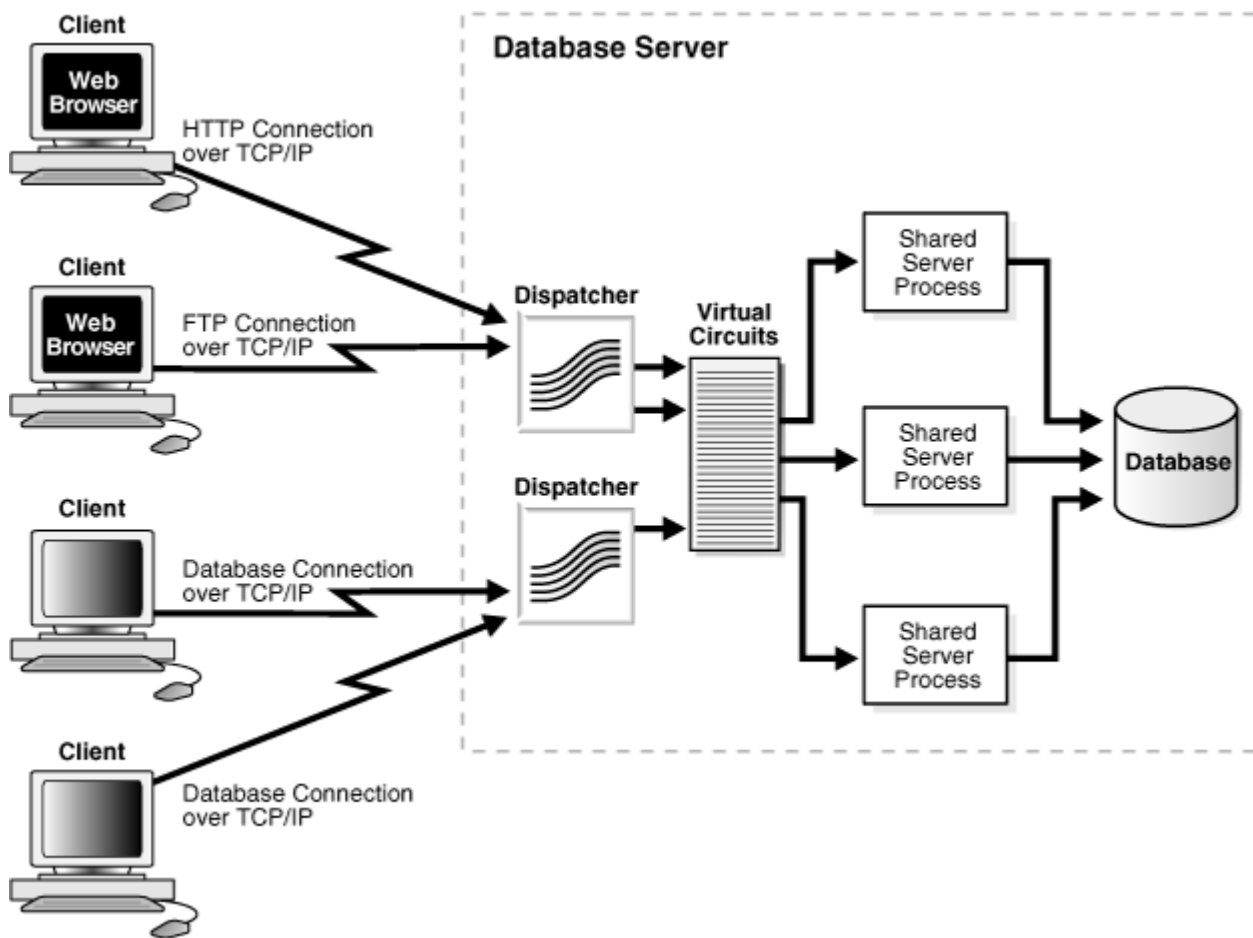 Client
Web
Browser
HTTP Connection
over TCP/IP
Client
Web
Browser
FTP Connection
over TCP/IP
Client
Database Connection
over TCP/IP
Client
Database Connection
over TCP/IP
Database Server
Dispatcher
Dispatcher
Virtual
Circuits
Shared
Server
Process
Shared
Server
Process
Shared
Server
Process
Database